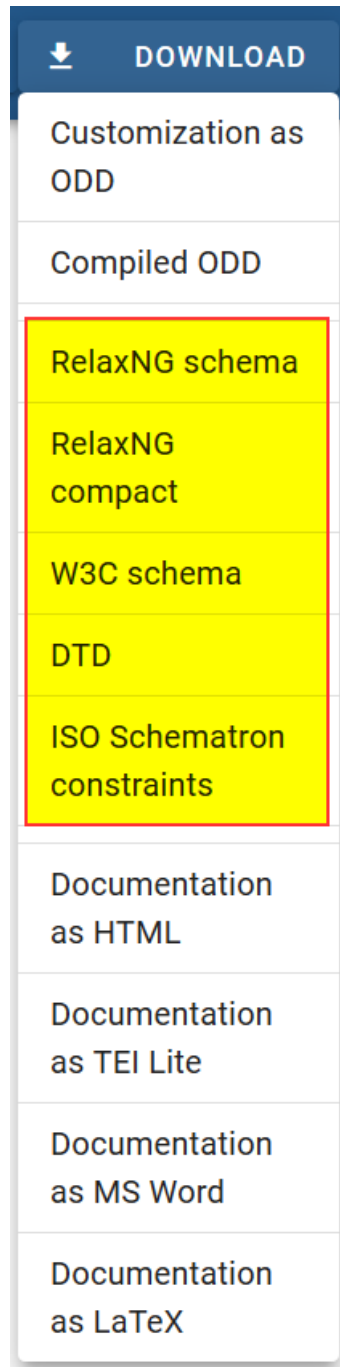 DOWNLOAD
Customization as
ODD
Compiled ODD
RelaxNG schema
RelaxNG
compact
W3C schema
DTD
ISO Schematron
constraints
Documentation
as HTML
Documentation
as TEI Lite
Documentation
as MS Word
Documentation
as LaTeX